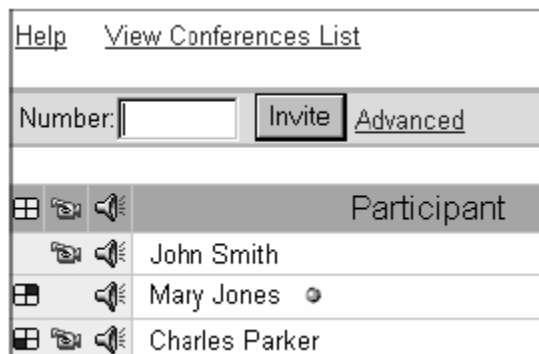 Help View Conferences List
Number: Invite Advanced
Participant
John Smith
Mary Jones
Charles Parker